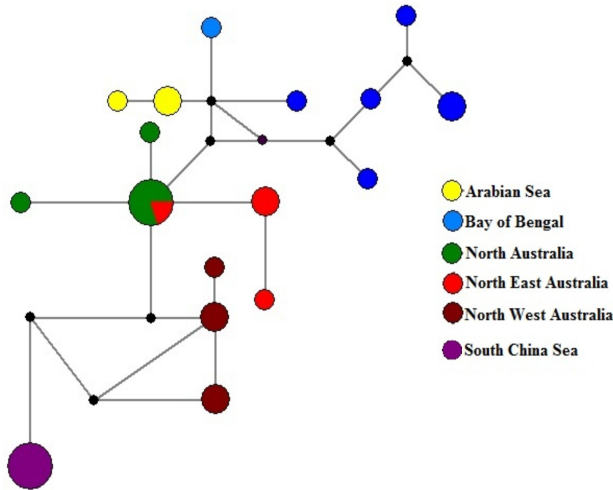 Arabian Sea
Bay of Bengal
North Australia
North East Australia
North West Australia
South China Sea